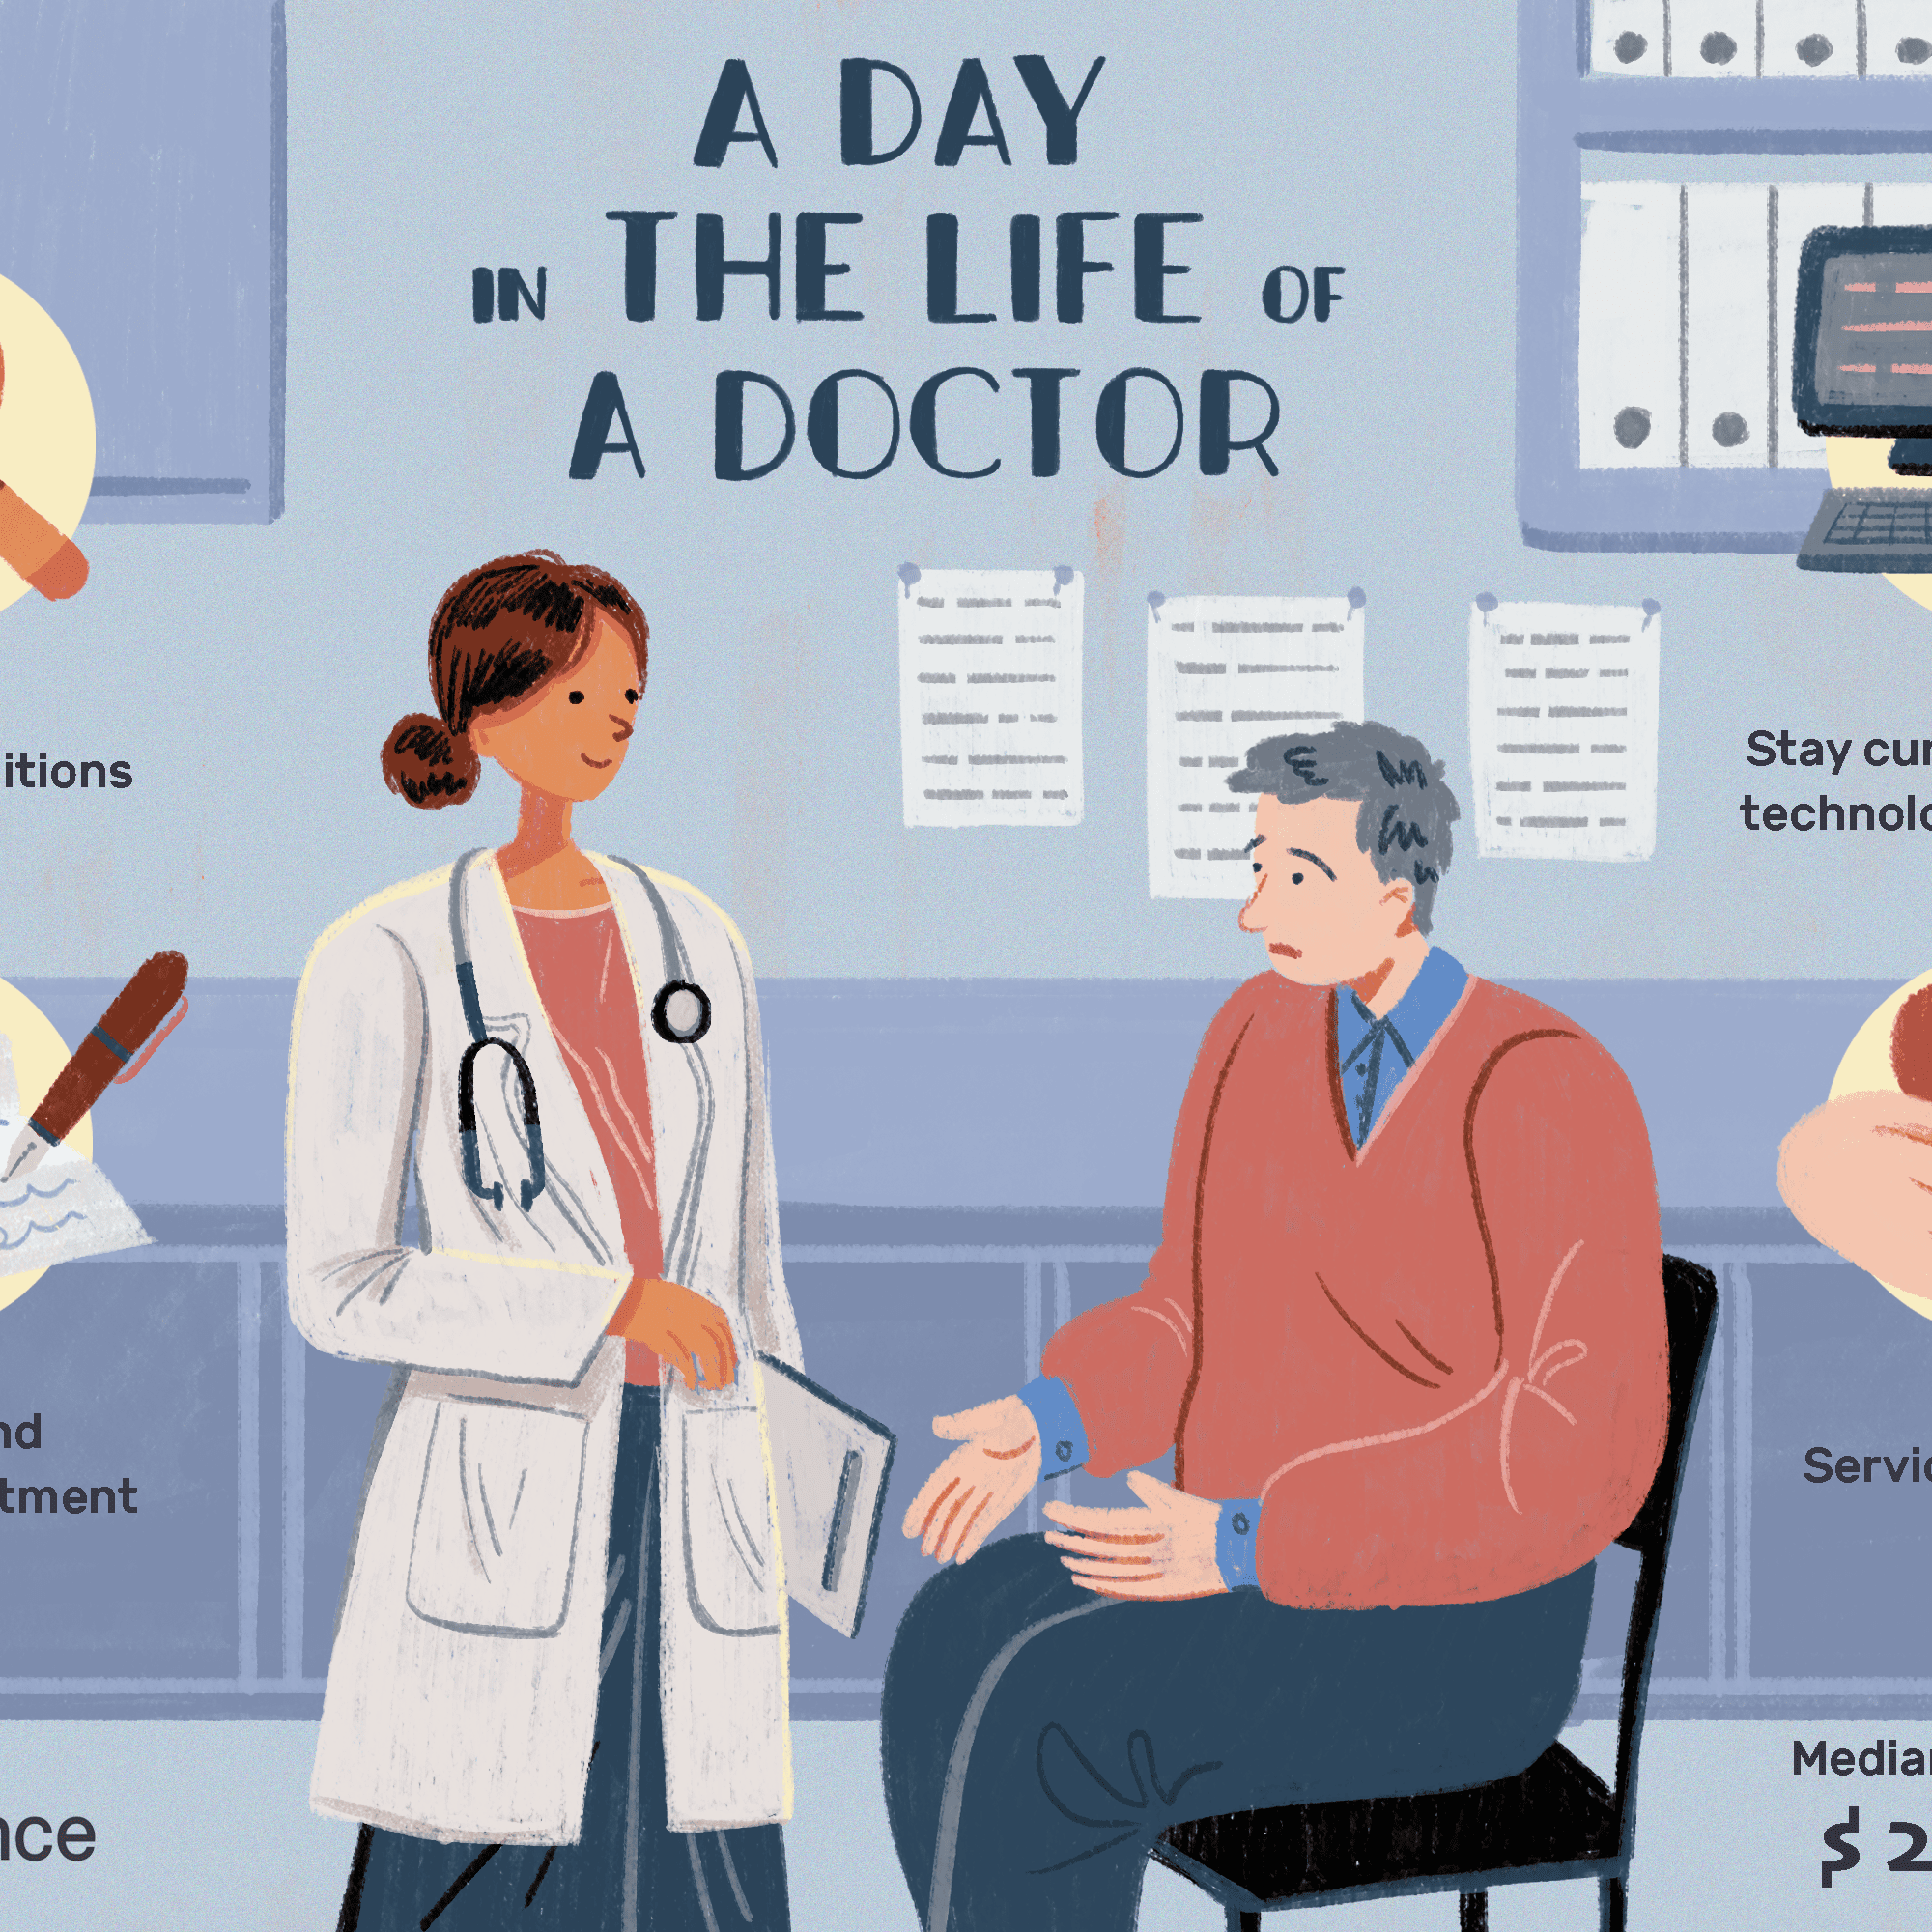 A DAY
IN THE LIFE OF
A DOCTOR
itions
Stay cur
technolo
nd
tment
Servic
Median
nce
$2